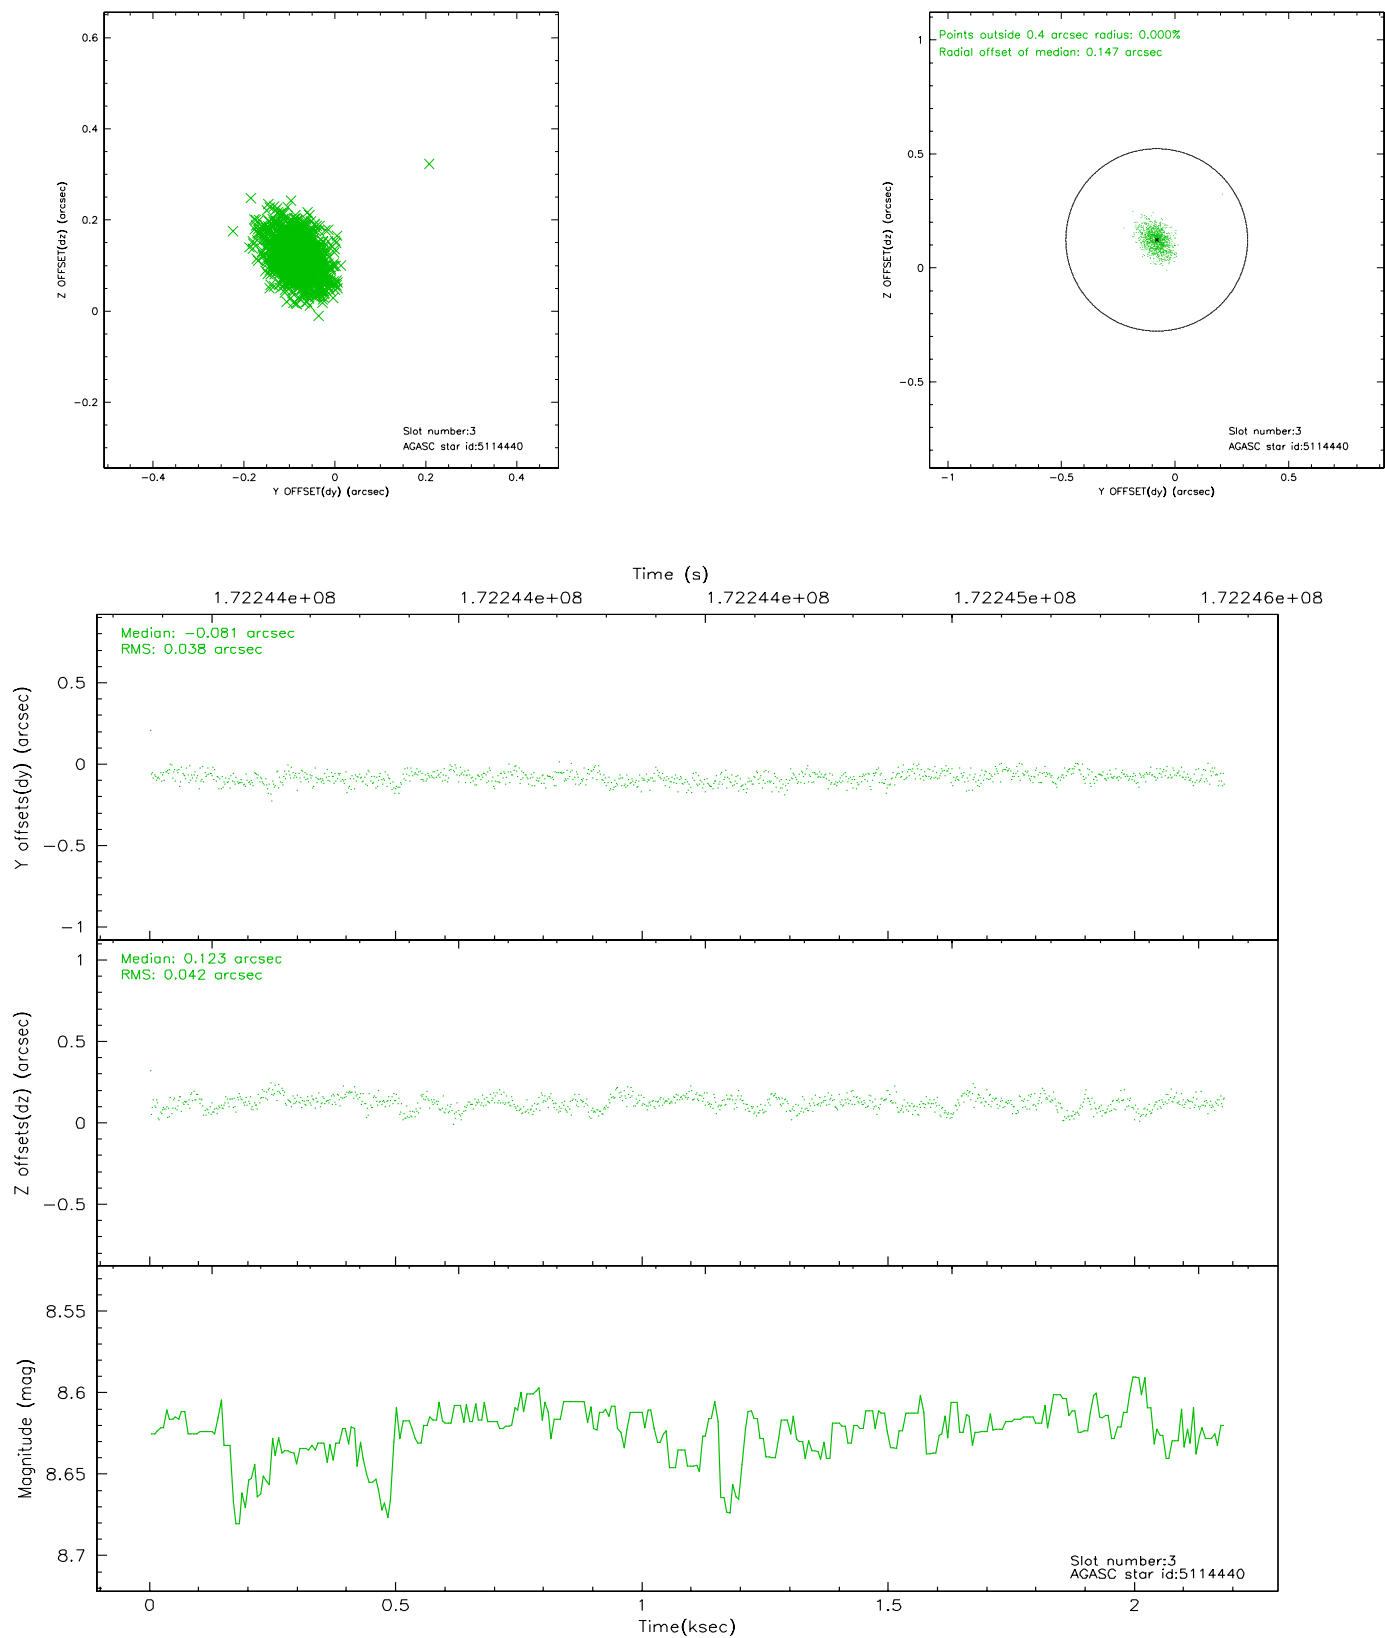 0.6
0.4
0.2
0
−0.2
Z OFFSET(dz) (arcsec)
−0.4
−0.2
0
0.2
0.4
Y OFFSET(dy) (arcsec)
Slot number:3
AGASC star id:5114440
Points outside 0.4 arcsec radius: 0.000%
Radial offset of median: 0.147 arcsec
1
0.5
0
−0.5
Z OFFSET(dz) (arcsec)
−1
−0.5
0
0.5
Y OFFSET(dy) (arcsec)
Slot number:3
AGASC star id:5114440
Time (s)
1.72244e+08
1.72244e+08
1.72244e+08
1.72245e+08
1.72246e+08
Median: −0.081 arcsec
RMS: 0.038 arcsec
0.5
0
−0.5
−1
Y offsets(dy) (arcsec)
Median: 0.123 arcsec
RMS: 0.042 arcsec
1
0.5
0
−0.5
Z offsets(dz) (arcsec)
8.55
8.6
8.65
8.7
Magnitude (mag)
Slot number:3
AGASC star id:5114440
0
0.5
1
1.5
2
Time(ksec)